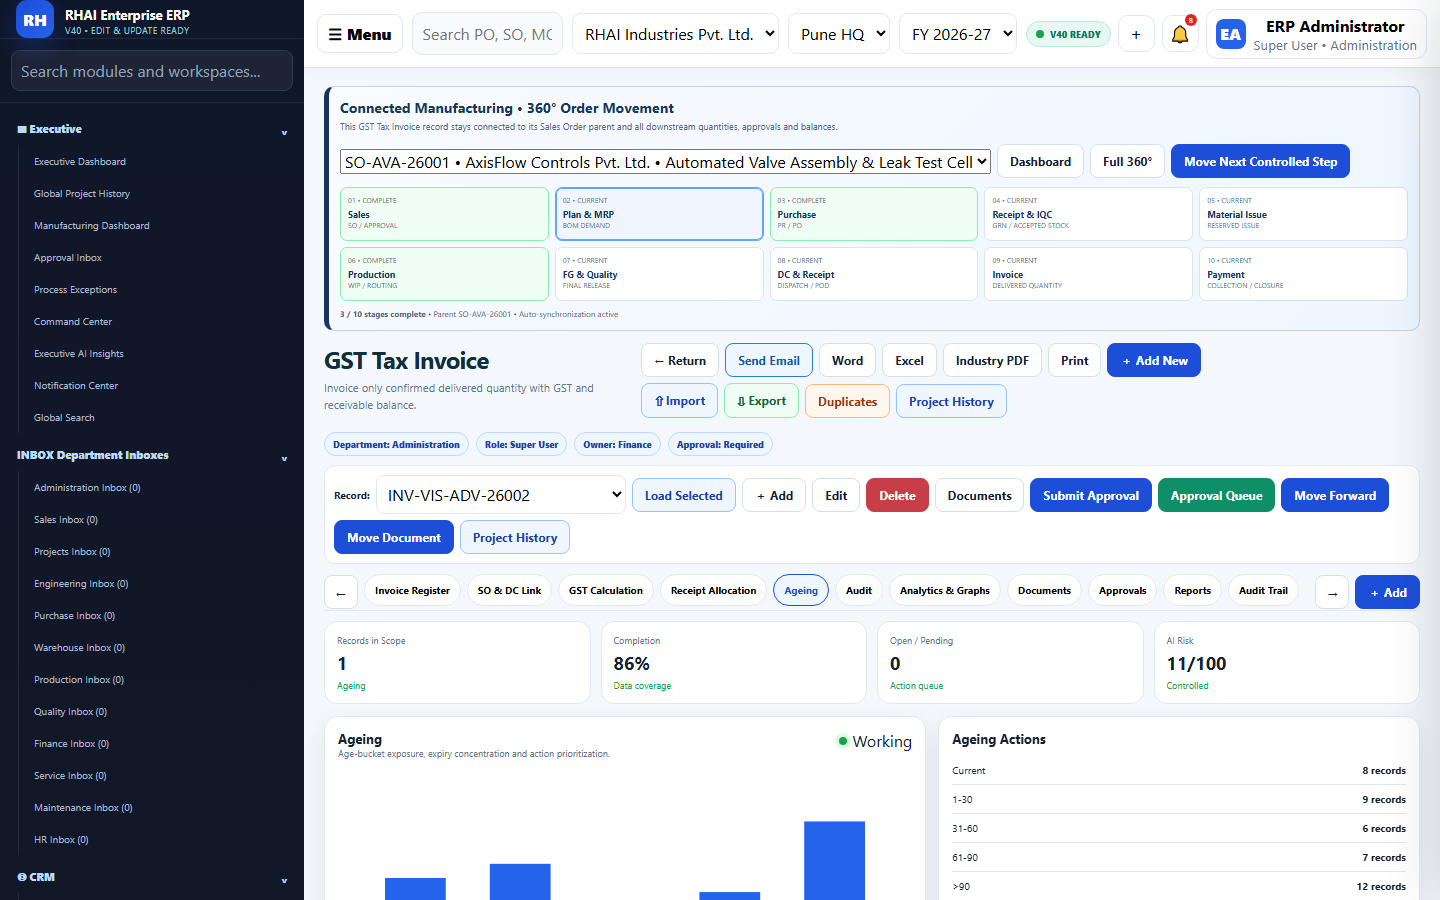 RH
RHAI Enterprise ERP
V40 • EDIT & UPDATE READY
Search modules and workspaces...
Executive
Executive Dashboard
Global Project History
Manufacturing Dashboard
Approval Inbox
Process Exceptions
Command Center
Executive AI Insights
Notification Center
Global Search
INBOX Department Inboxes
Administration Inbox (0)
Sales Inbox (0)
Projects Inbox (0)
Engineering Inbox (0)
Purchase Inbox (0)
Warehouse Inbox (0)
Production Inbox (0)
Quality Inbox (0)
Finance Inbox (0)
Service Inbox (0)
Maintenance Inbox (0)
HR Inbox (0)
CRM
☰ Menu
Search PO, SO, MO
RHAI Industries Pvt. Ltd.
Pune HQ
FY 2026-27
V40 READY
+
8
EA
ERP Administrator
Super User • Administration
Connected Manufacturing • 360° Order Movement
This GST Tax Invoice record stays connected to its Sales Order parent and all downstream quantities, approvals and balances.
SO-AVA-26001 • AxisFlow Controls Pvt. Ltd. • Automated Valve Assembly & Leak Test Cell
Dashboard
Full 360°
Move Next Controlled Step
01 • COMPLETE
Sales
SO / APPROVAL
02 • CURRENT
Plan & MRP
BOM DEMAND
03 • COMPLETE
Purchase
PR / PO
04 • CURRENT
Receipt & IQC
GRN / ACCEPTED STOCK
05 • CURRENT
Material Issue
RESERVED ISSUE
06 • COMPLETE
Production
WIP / ROUTING
07 • CURRENT
FG & Quality
FINAL RELEASE
08 • CURRENT
DC & Receipt
DISPATCH / POD
09 • CURRENT
Invoice
DELIVERED QUANTITY
10 • CURRENT
Payment
COLLECTION / CLOSURE
3 / 10 stages complete • Parent SO-AVA-26001 • Auto-synchronization active
GST Tax Invoice
Invoice only confirmed delivered quantity with GST and
receivable balance.
← Return
Send Email
Word
Excel
Industry PDF
Print
+ Add New
⇧ Import
⇩ Export
Duplicates
Project History
Department: Administration
Role: Super User
Owner: Finance
Approval: Required
Record:
INV-VIS-ADV-26002
Load Selected
+ Add
Edit
Delete
Documents
Submit Approval
Approval Queue
Move Forward
Move Document
Project History
←
Invoice Register
SO & DC Link
GST Calculation
Receipt Allocation
Ageing
Audit
Analytics & Graphs
Documents
Approvals
Reports
Audit Trail
→
+ Add
Records in Scope
1
Ageing
Completion
86%
Data coverage
Open / Pending
0
Action queue
AI Risk
11/100
Controlled
Ageing
Age-bucket exposure, expiry concentration and action prioritization.
Working
Ageing Actions
Current 8 records
1-30 9 records
31-60 6 records
61-90 7 records
>90 12 records